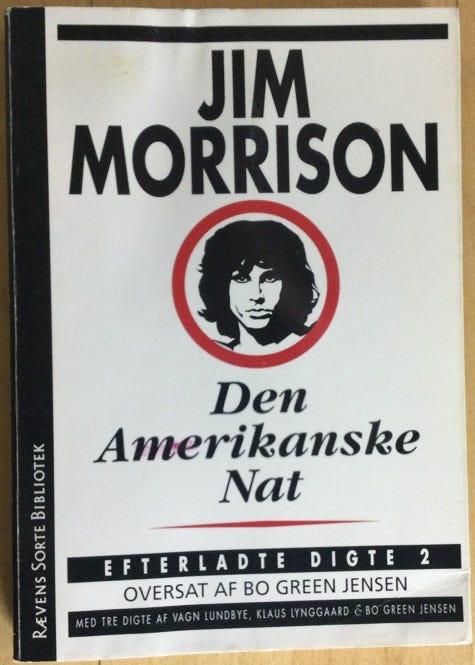 JIM
MORRISON
Den
Amerikanske
Nat
EFTERLADTE DIGTE 2
OVERSAT AF BO GREEN JENSEN
MED TRE DIGTE AF VAGN LUNDBYE, KLAUS LYNGGAARD & BO GREEN JENSEN
RÆVENS SORTE BIBLIOTEK